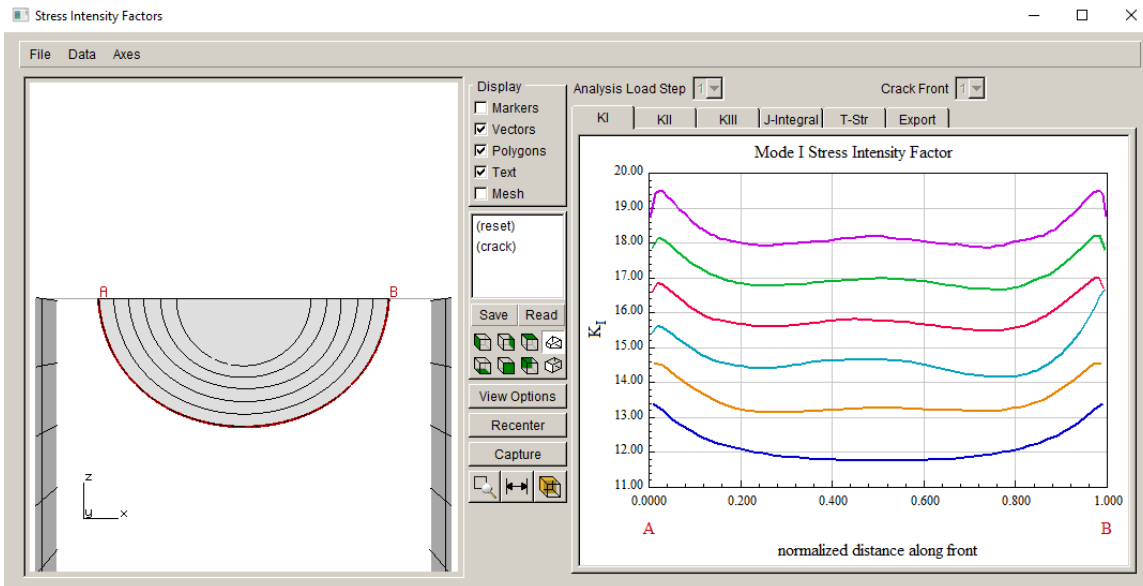 Stress Intensity Factors
File Data Axes
Display
Markers
Vectors
Polygons
Text
Mesh
(reset)
(crack)
Save Read
View Options
Recenter
Capture
A B
z
y x
Analysis Load Step 1 Crack Front 1
KI KII KIII J-Integral T-Str Export
Mode I Stress Intensity Factor
20.00
19.00
18.00
17.00
16.00
15.00
14.00
13.00
12.00
11.00
K_I
0.0000 0.200 0.400 0.600 0.800 1.000
A B
normalized distance along front